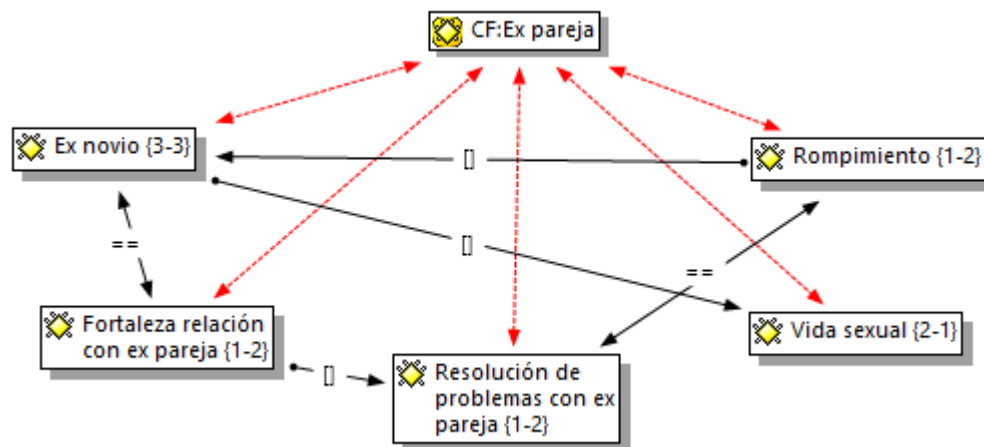 CF:Ex pareja
Ex novio {3-3}
[]
Rompimiento {1-2}
[]
==
==
Fortaleza relación
con ex pareja {1-2}
[]
Resolución de
problemas con ex
pareja {1-2}
Vida sexual {2-1}